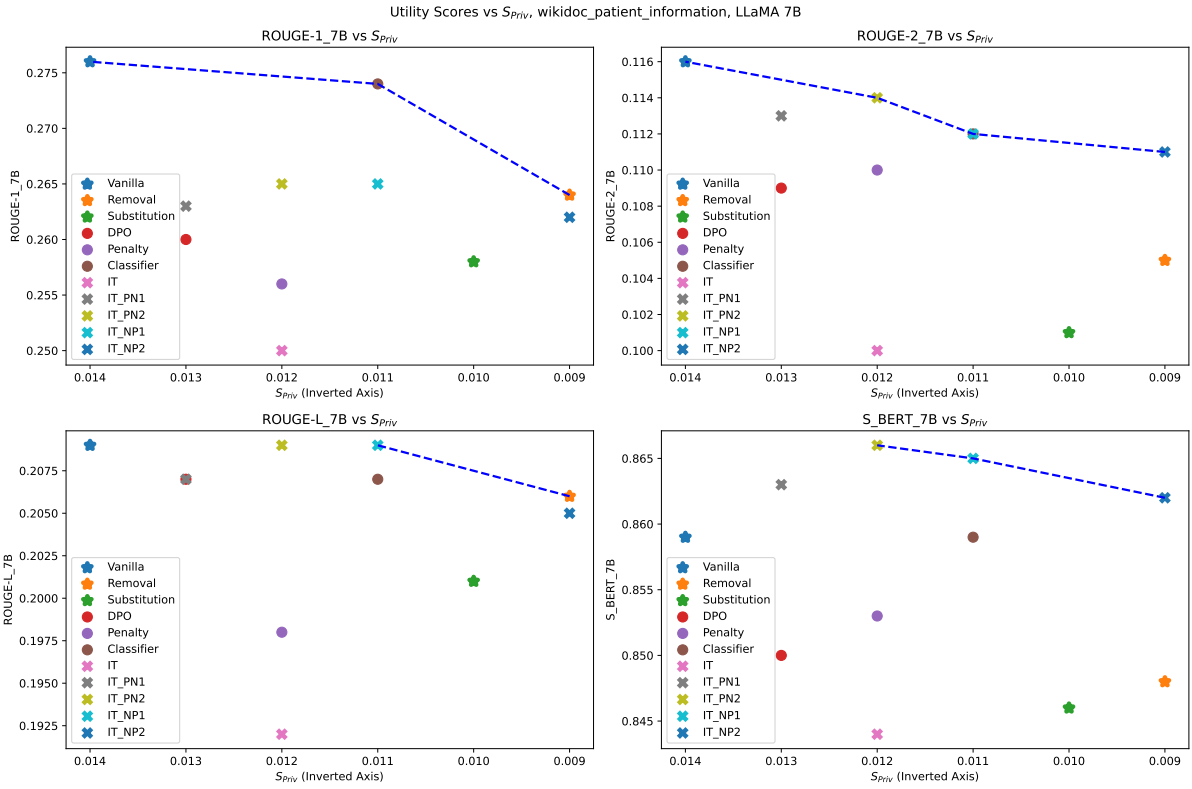 Utility Scores vs S_Priv, wikidoc_patient_information, LLaMA 7B
ROUGE-1_7B vs S_Priv
0.275
0.270
0.265
0.260
0.255
0.250
ROUGE-1_7B
Vanilla
Removal
Substitution
DPO
Penalty
Classifier
IT
IT_PN1
IT_PN2
IT_NP1
IT_NP2
0.014 0.013 0.012 0.011 0.010 0.009
S_Priv (Inverted Axis)
ROUGE-2_7B vs S_Priv
0.116
0.114
0.112
0.110
0.108
0.106
0.104
0.102
0.100
ROUGE-2_7B
Vanilla
Removal
Substitution
DPO
Penalty
Classifier
IT
IT_PN1
IT_PN2
IT_NP1
IT_NP2
0.014 0.013 0.012 0.011 0.010 0.009
S_Priv (Inverted Axis)
ROUGE-L_7B vs S_Priv
0.2075
0.2050
0.2025
0.2000
0.1975
0.1950
0.1925
ROUGE-L_7B
Vanilla
Removal
Substitution
DPO
Penalty
Classifier
IT
IT_PN1
IT_PN2
IT_NP1
IT_NP2
0.014 0.013 0.012 0.011 0.010 0.009
S_Priv (Inverted Axis)
S_BERT_7B vs S_Priv
0.865
0.860
0.855
0.850
0.845
S_BERT_7B
Vanilla
Removal
Substitution
DPO
Penalty
Classifier
IT
IT_PN1
IT_PN2
IT_NP1
IT_NP2
0.014 0.013 0.012 0.011 0.010 0.009
S_Priv (Inverted Axis)